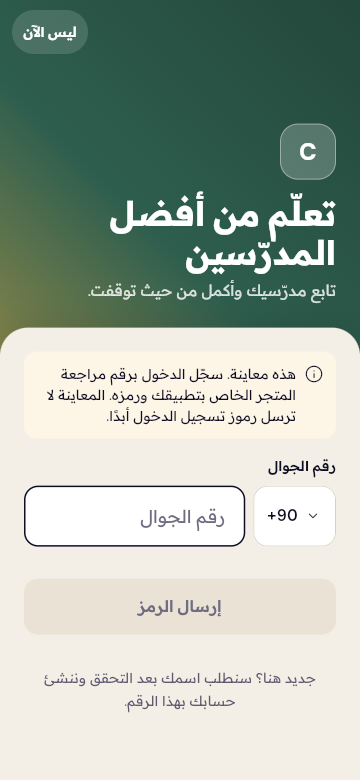 ليس الآن
C
تعلّم من أفضل
المدرّسين
تابع مدرّسيك وأكمل من حيث توقفت.
هذه معاينة. سجّل الدخول برقم مراجعة
المتجر الخاص بتطبيقك ورمزه. المعاينة لا
ترسل رموز تسجيل الدخول أبدًا.
رقم الجوال
+90
رقم الجوال
إرسال الرمز
جديد هنا؟ سنطلب اسمك بعد التحقق وننشئ
حسابك بهذا الرقم.